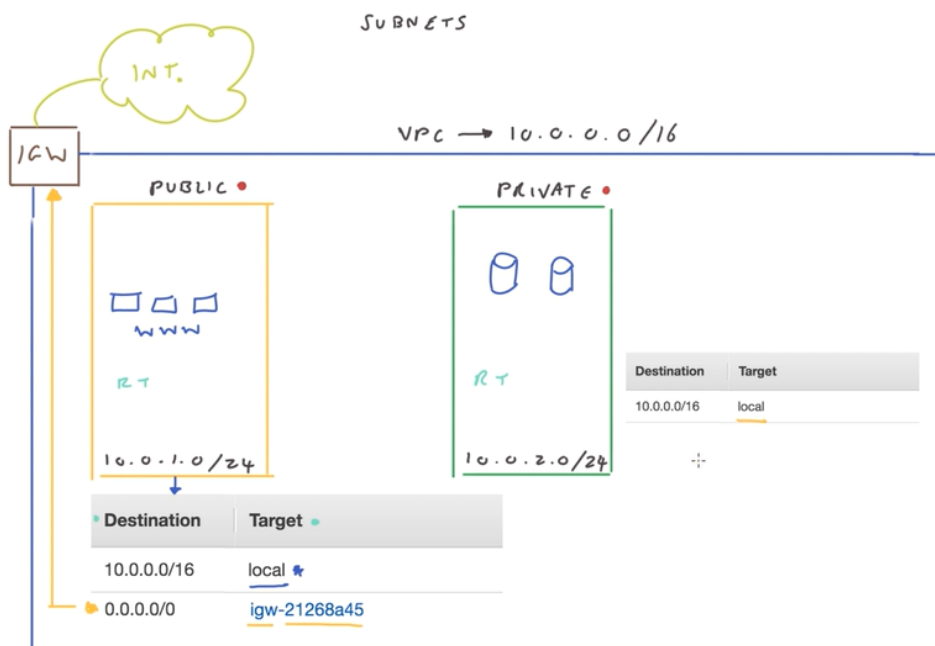 SUBNETS
INT.
VPC → 10.0.0.0/16
IGW
PUBLIC
PRIVATE
WWW
RT
RT
Destination Target
10.0.0.0/16 local
10.0.1.0/24
10.0.2.0/24
Destination Target
10.0.0.0/16 local
0.0.0.0/0 igw-21268a45